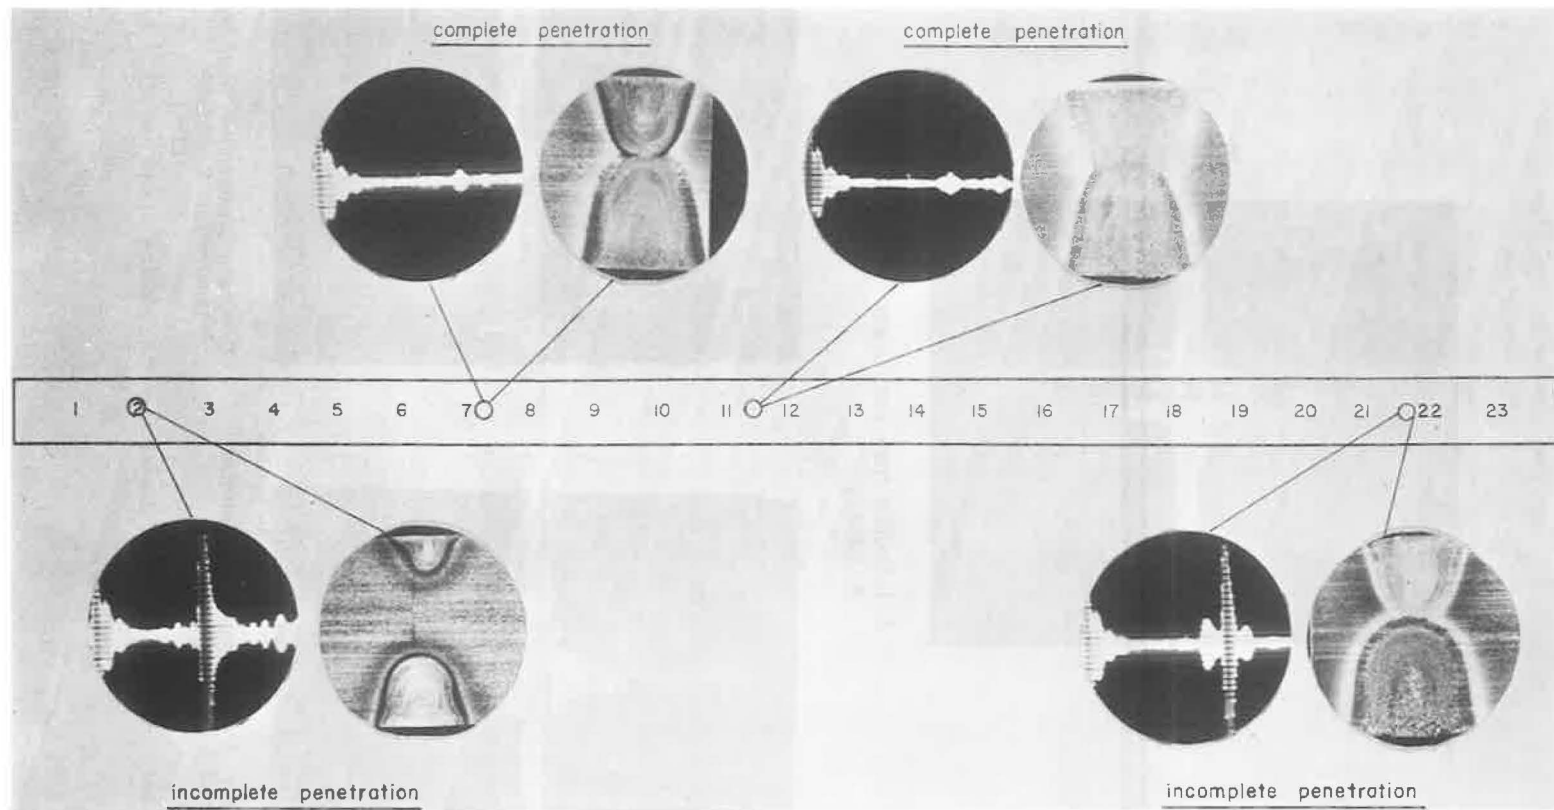 complete penetration
complete penetration
1 2 3 4 5 6 7 8 9 10 11 12 13 14 15 16 17 18 19 20 21 22 23
incomplete penetration
incomplete penetration